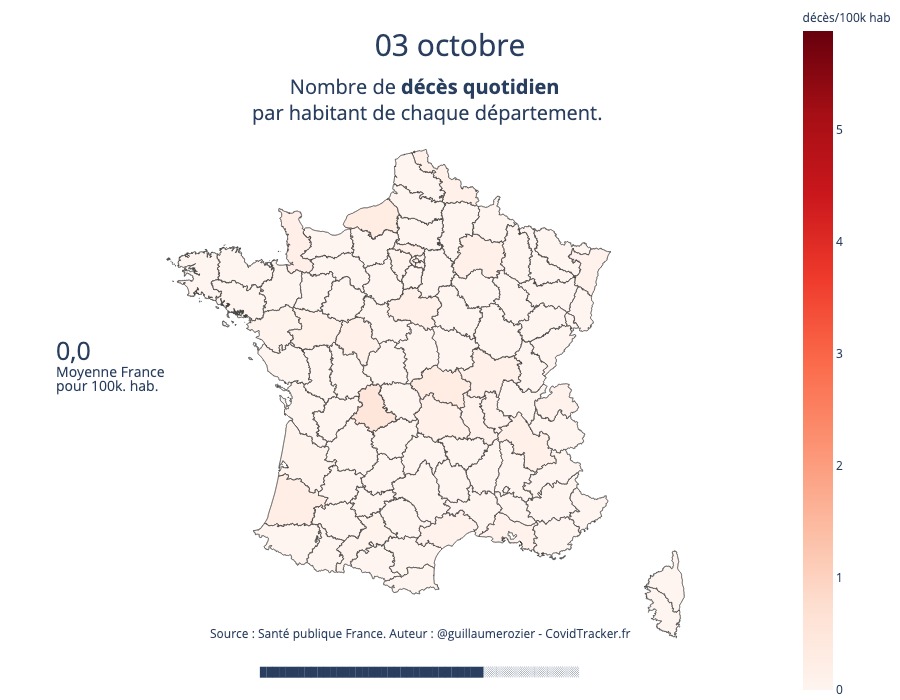 03 octobre
Nombre de décès quotidien
par habitant de chaque département.
décès/100k hab
5
4
3
2
1
0
0,0
Moyenne France
pour 100k. hab.
Source : Santé publique France. Auteur : @guillaumerozier - CovidTracker.fr